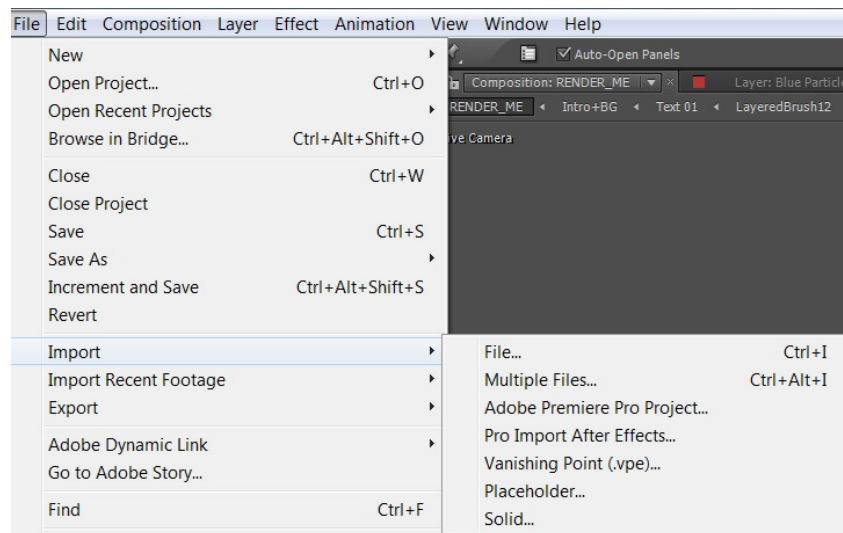 File Edit Composition Layer Effect Animation View Window Help
New
Open Project... Ctrl+O
Open Recent Projects
Browse in Bridge... Ctrl+Alt+Shift+O
Close Ctrl+W
Close Project
Save Ctrl+S
Save As
Increment and Save Ctrl+Alt+Shift+S
Revert
Import
Import Recent Footage
Export
Adobe Dynamic Link
Go to Adobe Story...
Find Ctrl+F
Auto-Open Panels
Composition: RENDER_ME Layer: Blue Particl
RENDER_ME Intro+BG Text 01 LayeredBrush12
ive Camera
File... Ctrl+I
Multiple Files... Ctrl+Alt+I
Adobe Premiere Pro Project...
Pro Import After Effects...
Vanishing Point (.vpe)...
Placeholder...
Solid...